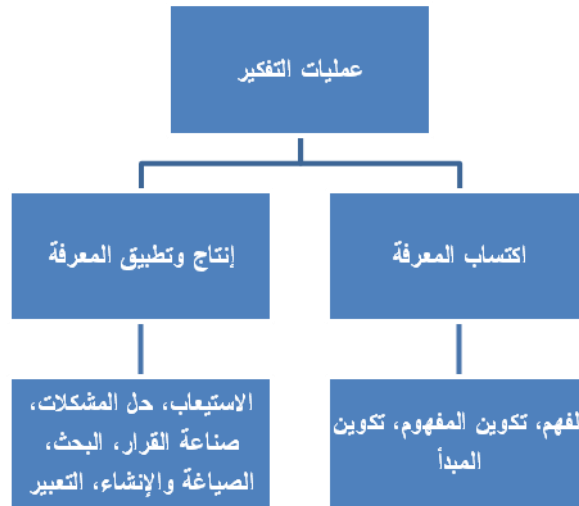 عمليات التفكير
اكتساب المعرفة
إنتاج وتطبيق المعرفة
لفهم، تكوين المفهوم، تكوين
المبدأ
الاستيعاب، حل المشكلات،
صناعة القرار، البحث،
الصياغة والإنشاء، التعبير